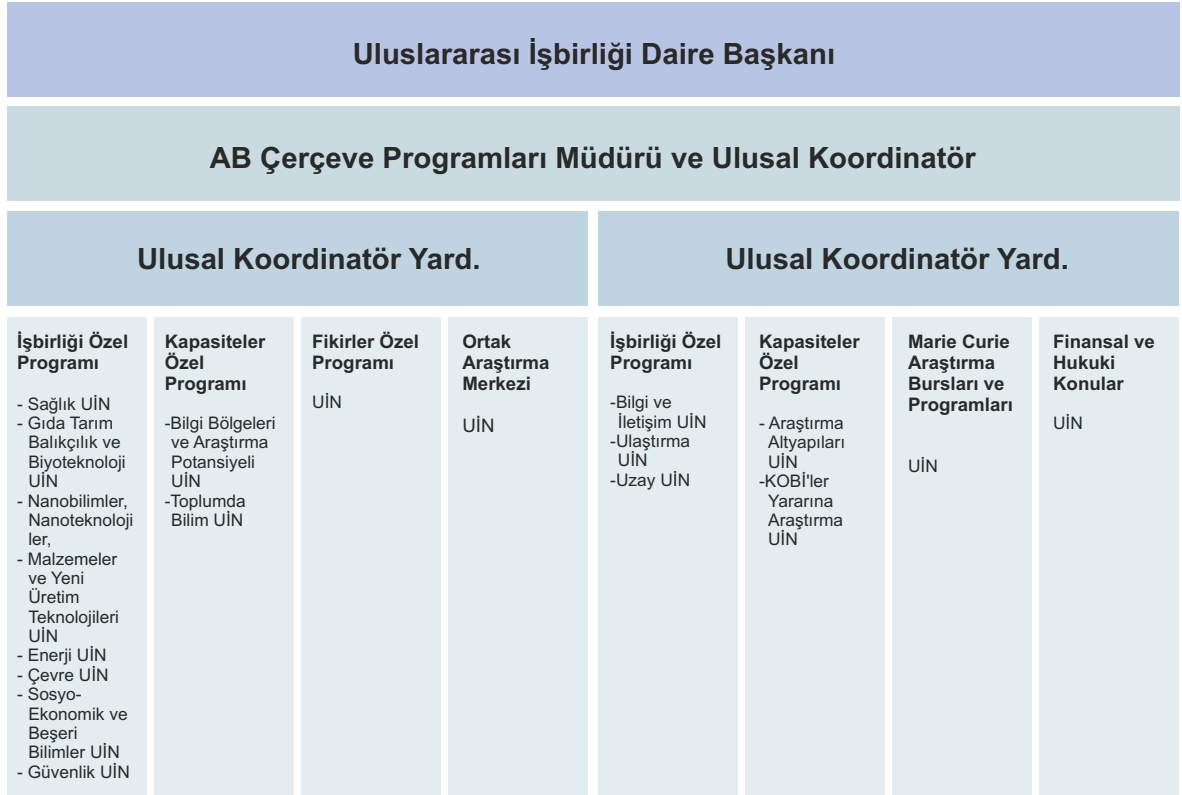 Uluslararası İşbirliği Daire Başkanı
AB Çerçeve Programları Müdürü ve Ulusal Koordinatör
Ulusal Koordinatör Yard.
Ulusal Koordinatör Yard.
İşbirliği Özel
Programı
- Sağlık UİN
- Gıda Tarım
Balıkçılık ve
Biyoteknoloji
UİN
- Nanobilimler,
Nanoteknoloji
ler,
- Malzemeler
ve Yeni
Üretim
Teknolojileri
UİN
- Enerji UİN
- Çevre UİN
- Sosyo-
Ekonomik ve
Beşeri
Bilimler UİN
- Güvenlik UİN
Kapasiteler
Özel
Programı
-Bilgi Bölgeleri
ve Araştırma
Potansiyeli
UİN
-Toplumda
Bilim UİN
Fikirler Özel
Programı
UİN
Ortak
Araştırma
Merkezi
UİN
İşbirliği Özel
Programı
-Bilgi ve
İletişim UİN
-Ulaştırma
UİN
-Uzay UİN
Kapasiteler
Özel
Programı
- Araştırma
Altyapıları
UİN
-KOBİ'ler
Yararına
Araştırma
UİN
Marie Curie
Araştırma
Bursları ve
Programları
UİN
Finansal ve
Hukuki
Konular
UİN